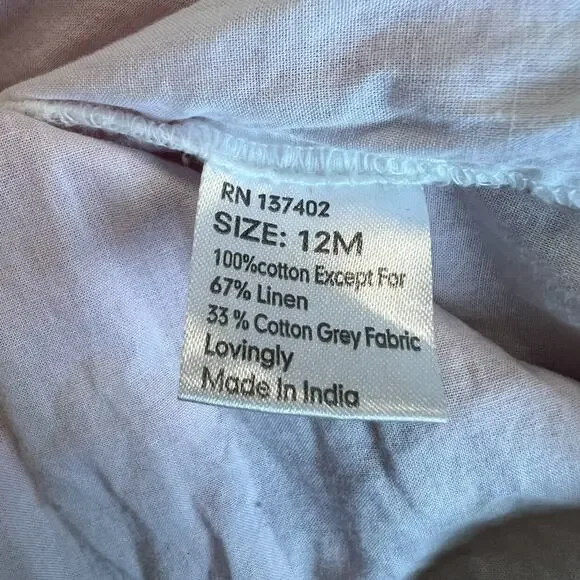 RN 137402
SIZE: 12M
100%cotton Except For
67% Linen
33 % Cotton Grey Fabric
Lovingly
Made In India